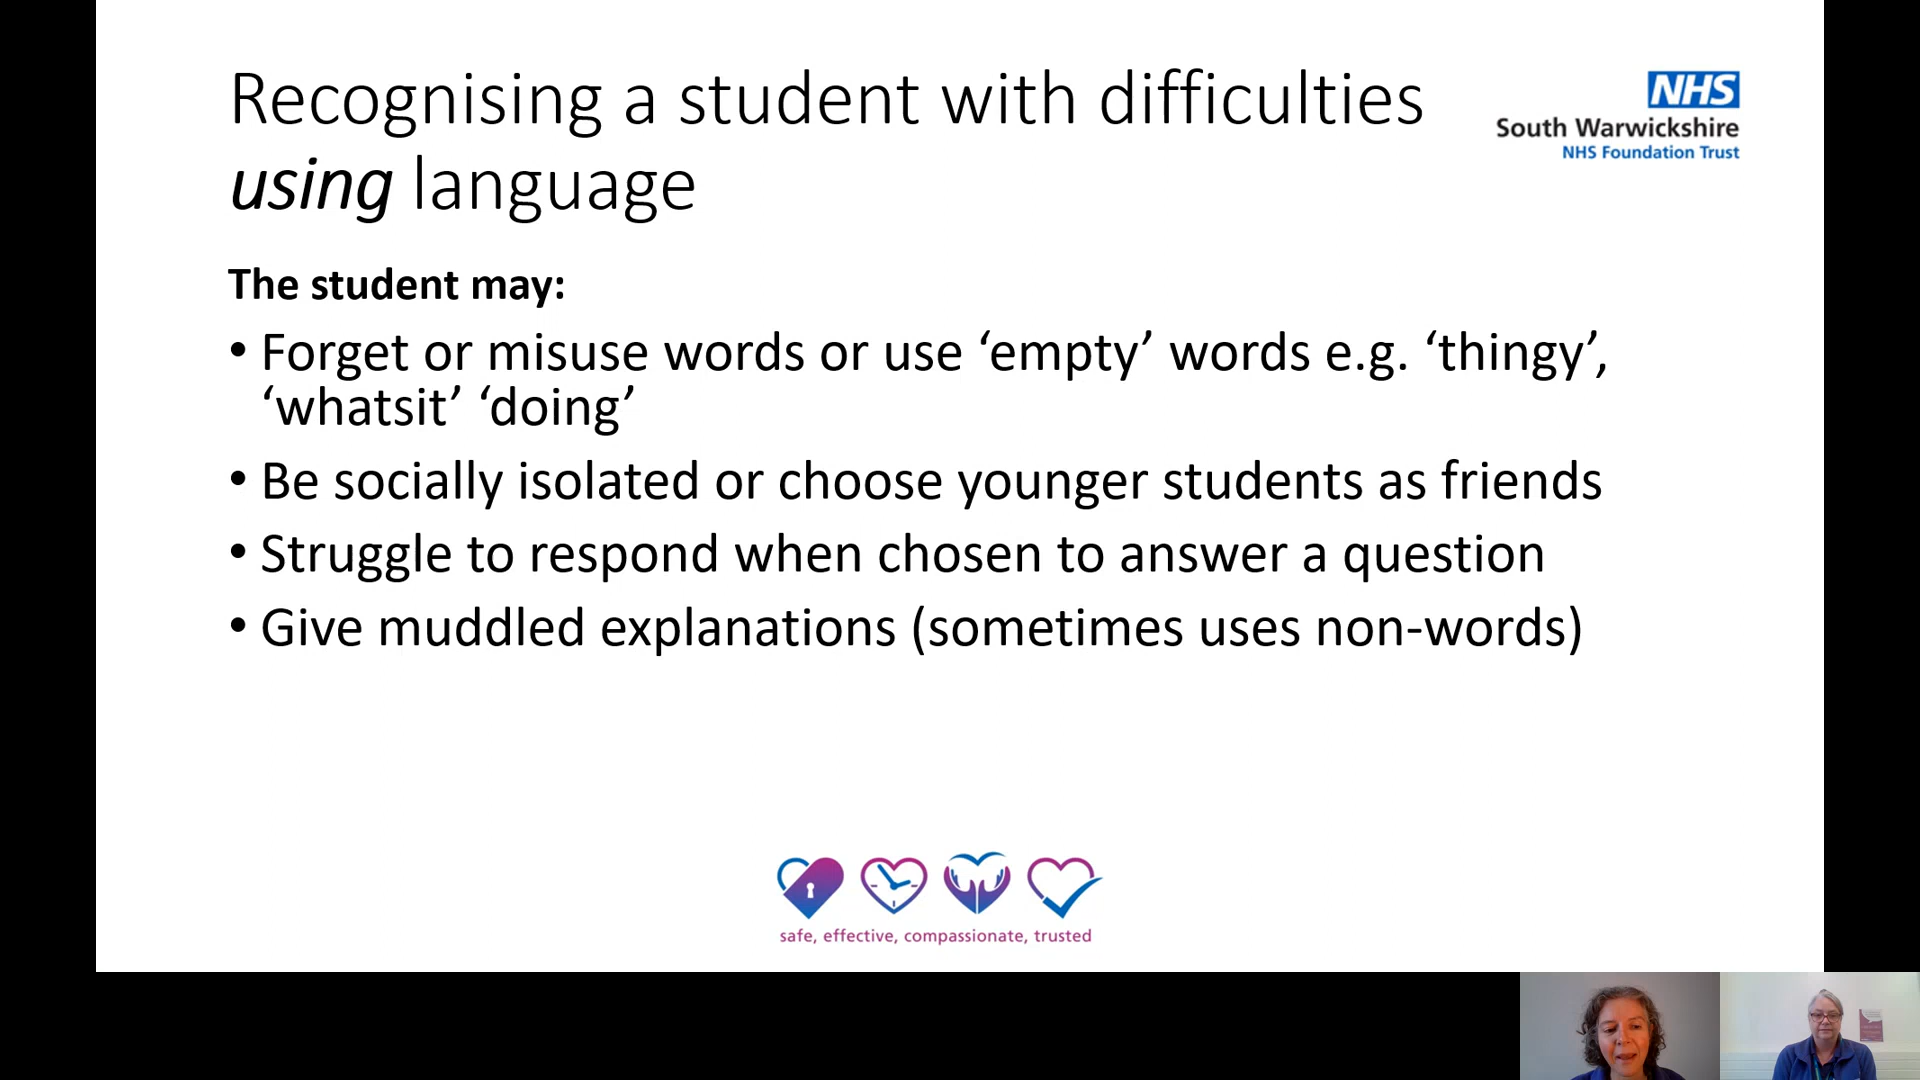 Recognising a student with difficulties
using language
NHS
South Warwickshire
NHS Foundation Trust
The student may:
• Forget or misuse words or use ‘empty’ words e.g. ‘thingy’,
‘whatsit’ ‘doing’
• Be socially isolated or choose younger students as friends
• Struggle to respond when chosen to answer a question
• Give muddled explanations (sometimes uses non-words)
safe, effective, compassionate, trusted